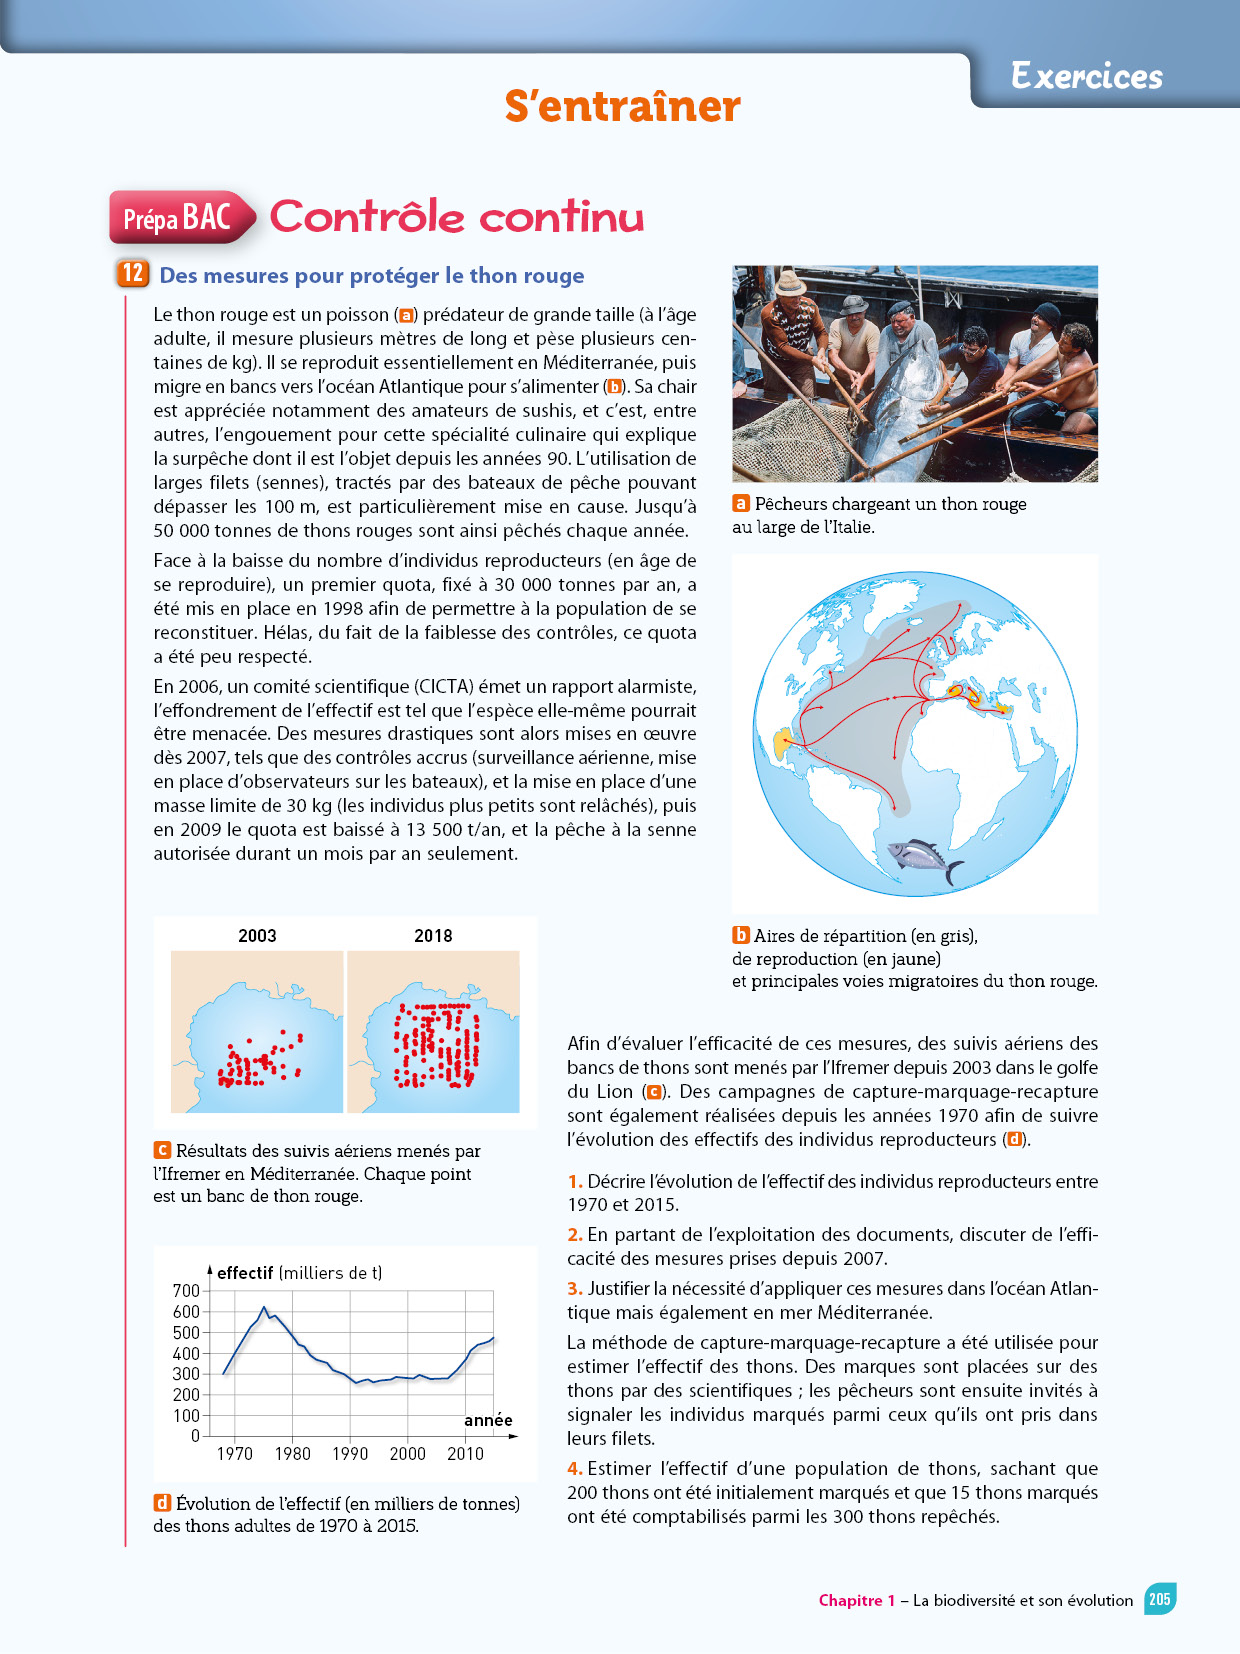 Exercices
S’entraîner
Prépa BAC Contrôle continu
12 Des mesures pour protéger le thon rouge
Le thon rouge est un poisson (a) prédateur de grande taille (à l’âge
adulte, il mesure plusieurs mètres de long et pèse plusieurs cen-
taines de kg). Il se reproduit essentiellement en Méditerranée, puis
migre en bancs vers l’océan Atlantique pour s’alimenter (b). Sa chair
est appréciée notamment des amateurs de sushis, et c’est, entre
autres, l’engouement pour cette spécialité culinaire qui explique
la surpêche dont il est l’objet depuis les années 90. L’utilisation de
larges filets (sennes), tractés par des bateaux de pêche pouvant
dépasser les 100 m, est particulièrement mise en cause. Jusqu’à
50 000 tonnes de thons rouges sont ainsi pêchés chaque année.
Face à la baisse du nombre d’individus reproducteurs (en âge de
se reproduire), un premier quota, fixé à 30 000 tonnes par an, a
été mis en place en 1998 afin de permettre à la population de se
reconstituer. Hélas, du fait de la faiblesse des contrôles, ce quota
a été peu respecté.
En 2006, un comité scientifique (CICTA) émet un rapport alarmiste,
l’effondrement de l’effectif est tel que l’espèce elle-même pourrait
être menacée. Des mesures drastiques sont alors mises en œuvre
dès 2007, tels que des contrôles accrus (surveillance aérienne, mise
en place d’observateurs sur les bateaux), et la mise en place d’une
masse limite de 30 kg (les individus plus petits sont relâchés), puis
en 2009 le quota est baissé à 13 500 t/an, et la pêche à la senne
autorisée durant un mois par an seulement.
a Pêcheurs chargeant un thon rouge
au large de l’Italie.
b Aires de répartition (en gris),
de reproduction (en jaune)
et principales voies migratoires du thon rouge.
2003
2018
c Résultats des suivis aériens menés par
l’Ifremer en Méditerranée. Chaque point
est un banc de thon rouge.
effectif (milliers de t)
700
600
500
400
300
200
100
0
année
1970 1980 1990 2000 2010
d Évolution de l’effectif (en milliers de tonnes)
des thons adultes de 1970 à 2015.
Afin d’évaluer l’efficacité de ces mesures, des suivis aériens des
bancs de thons sont menés par l’Ifremer depuis 2003 dans le golfe
du Lion (c). Des campagnes de capture-marquage-recapture
sont également réalisées depuis les années 1970 afin de suivre
l’évolution des effectifs des individus reproducteurs (d).
1. Décrire l’évolution de l’effectif des individus reproducteurs entre
1970 et 2015.
2. En partant de l’exploitation des documents, discuter de l’effi-
cacité des mesures prises depuis 2007.
3. Justifier la nécessité d’appliquer ces mesures dans l’océan Atlan-
tique mais également en mer Méditerranée.
La méthode de capture-marquage-recapture a été utilisée pour
estimer l’effectif des thons. Des marques sont placées sur des
thons par des scientifiques ; les pêcheurs sont ensuite invités à
signaler les individus marqués parmi ceux qu’ils ont pris dans
leurs filets.
4. Estimer l’effectif d’une population de thons, sachant que
200 thons ont été initialement marqués et que 15 thons marqués
ont été comptabilisés parmi les 300 thons repêchés.
Chapitre 1 – La biodiversité et son évolution 205